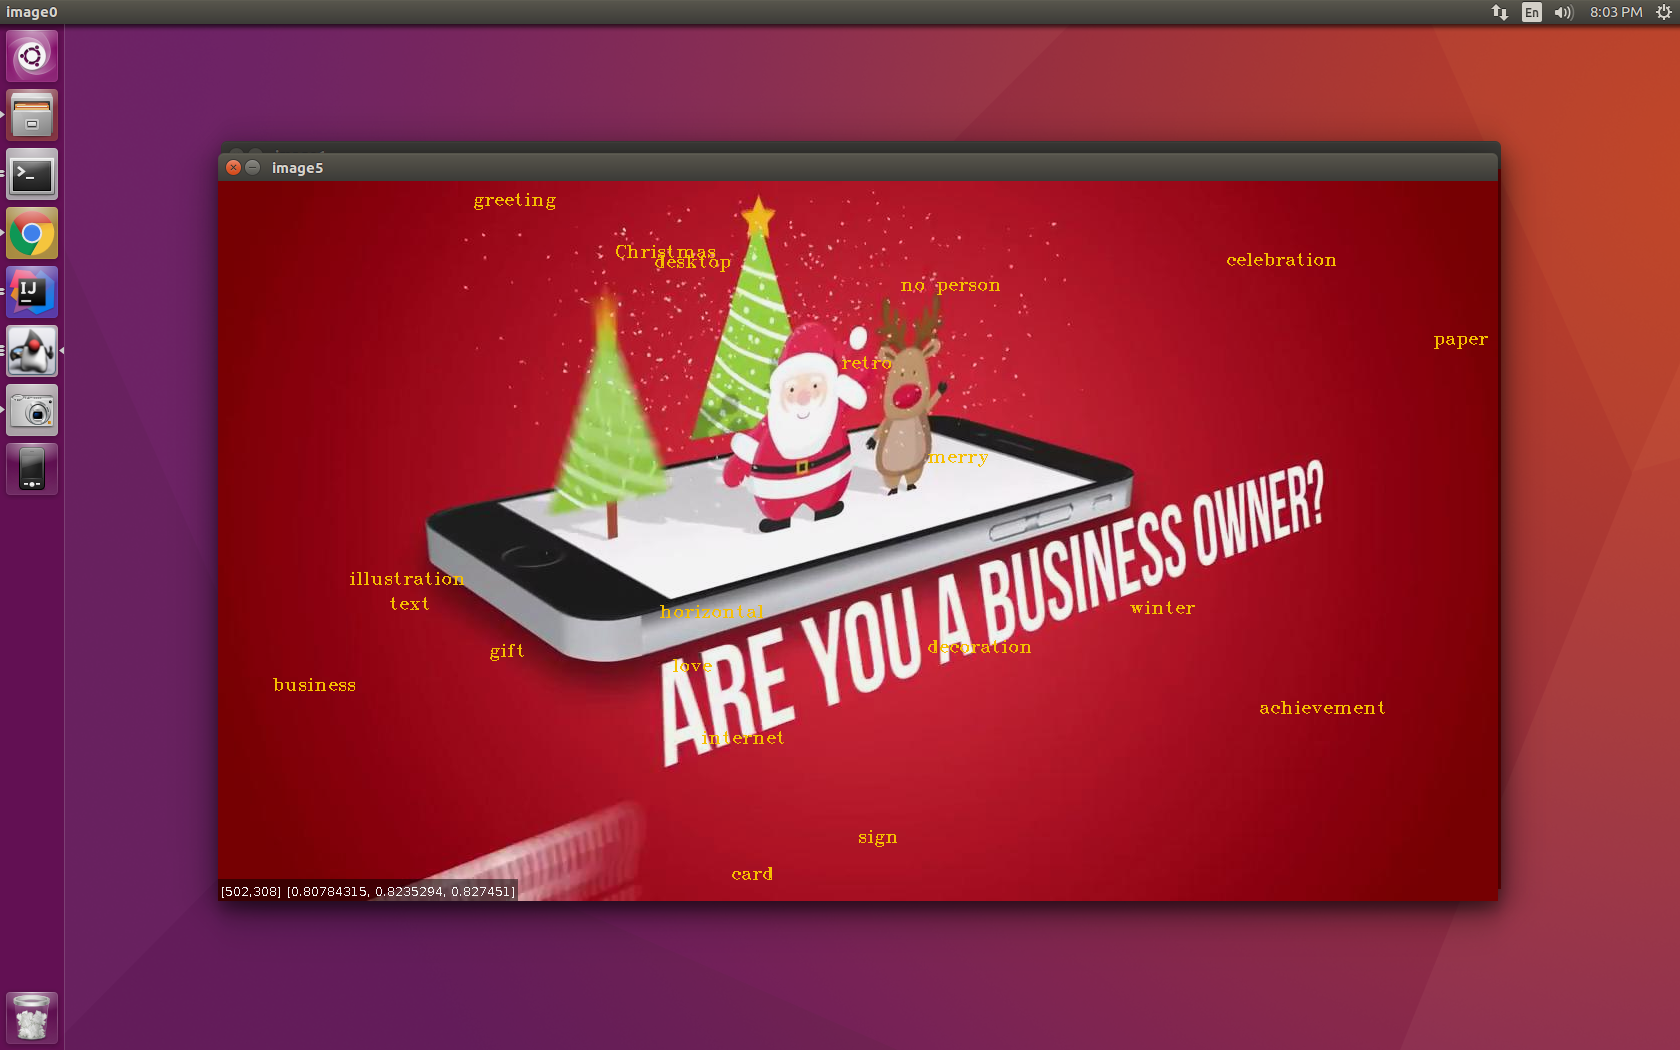 image0
En
8:03 PM
image5
greeting
Christmas
desktop
celebration
no person
paper
retro
merry
ARE YOU A BUSINESS OWNER?
illustration
text
horizontal
winter
gift
decoration
love
business
achievement
internet
sign
card
[502,308] [0.80784315, 0.8235294, 0.827451]
IJ
>_